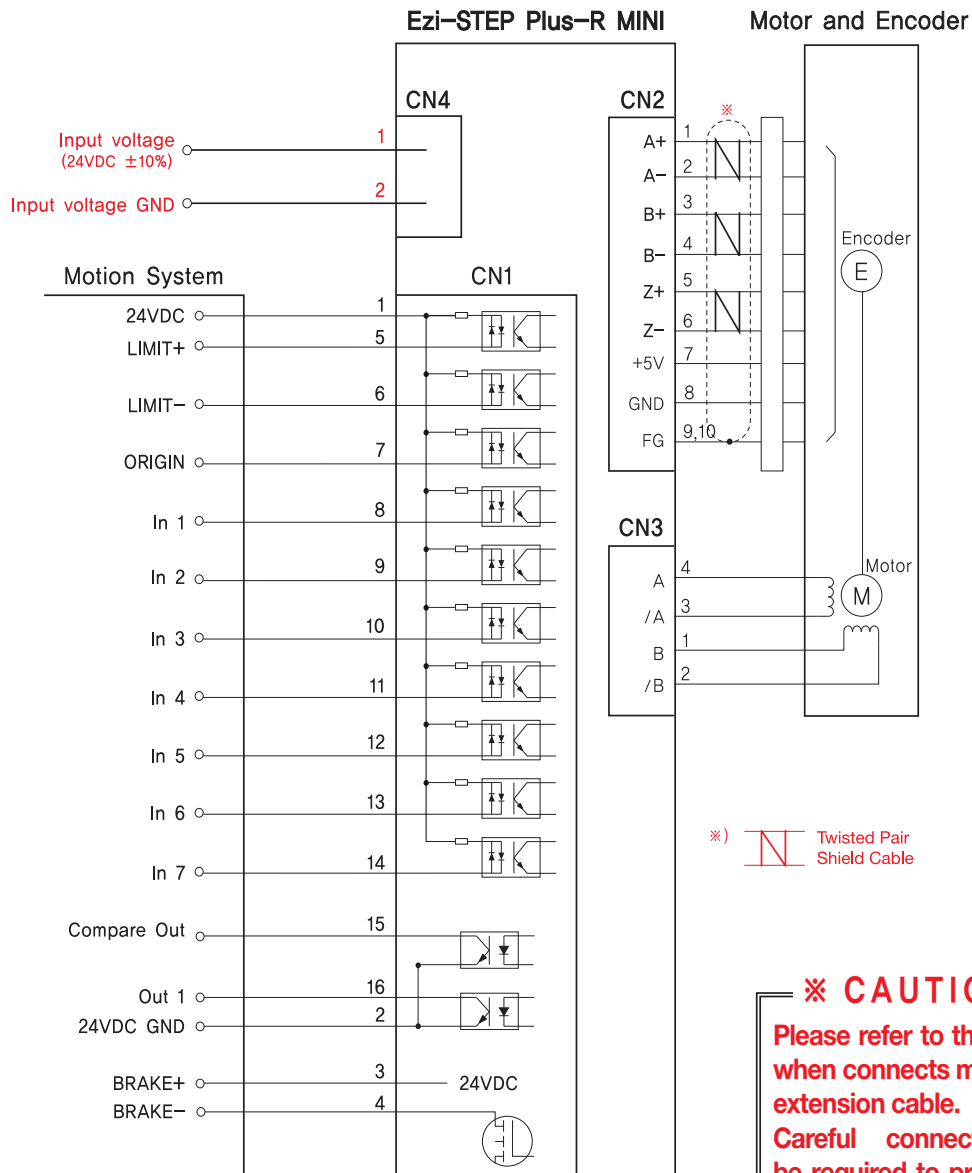 Ezi-STEP Plus-R MINI
Motor and Encoder
CN4
Input voltage
(24VDC ±10%)
1
Input voltage GND
2
CN2
※
A+ 1
A- 2
B+ 3
B- 4
Z+ 5
Z- 6
+5V 7
GND 8
FG 9,10
Encoder
E
Motion System
CN1
24VDC 1
LIMIT+ 5
LIMIT- 6
ORIGIN 7
In 1 8
In 2 9
In 3 10
In 4 11
In 5 12
In 6 13
In 7 14
Compare Out 15
Out 1 16
24VDC GND 2
BRAKE+ 3 24VDC
BRAKE- 4
CN3
A 4
/A 3
B 1
/B 2
Motor
M
※) Twisted Pair
Shield Cable
※ CAUTIO
Please refer to th
when connects m
extension cable.
Careful connect